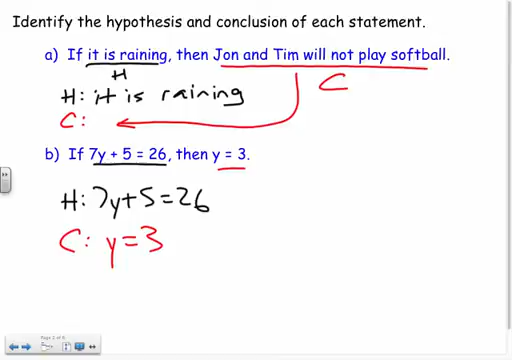 Identify the hypothesis and conclusion of each statement.
a) If it is raining, then Jon and Tim will not play softball.
H
C
H: it is raining
C:
b) If 7y + 5 = 26, then y = 3.
H: 7y+5=26
C: y=3